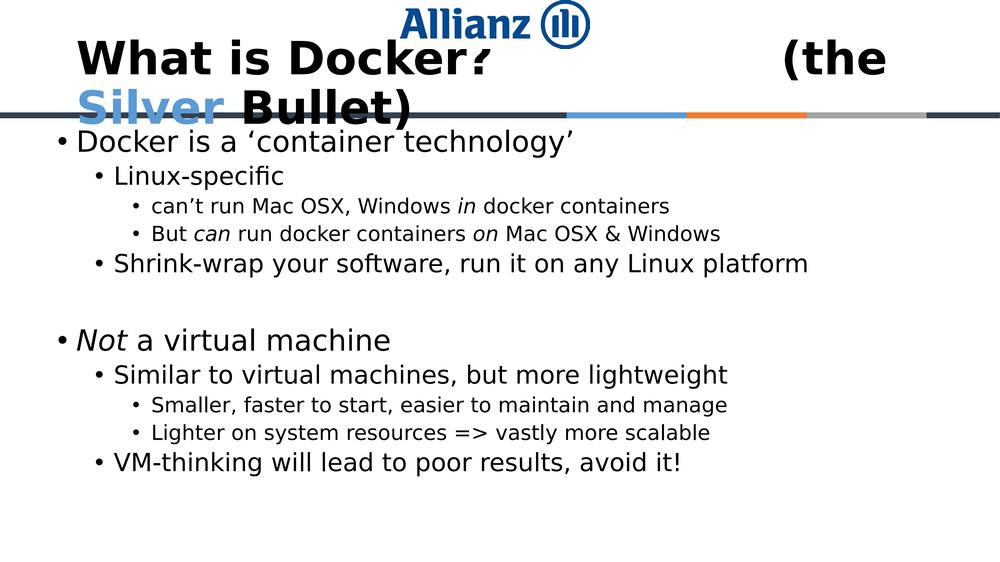 Allianz
What is Docker? (the
Silver Bullet)
• Docker is a ‘container technology’
• Linux-specific
• can’t run Mac OSX, Windows in docker containers
• But can run docker containers on Mac OSX & Windows
• Shrink-wrap your software, run it on any Linux platform
• Not a virtual machine
• Similar to virtual machines, but more lightweight
• Smaller, faster to start, easier to maintain and manage
• Lighter on system resources => vastly more scalable
• VM-thinking will lead to poor results, avoid it!